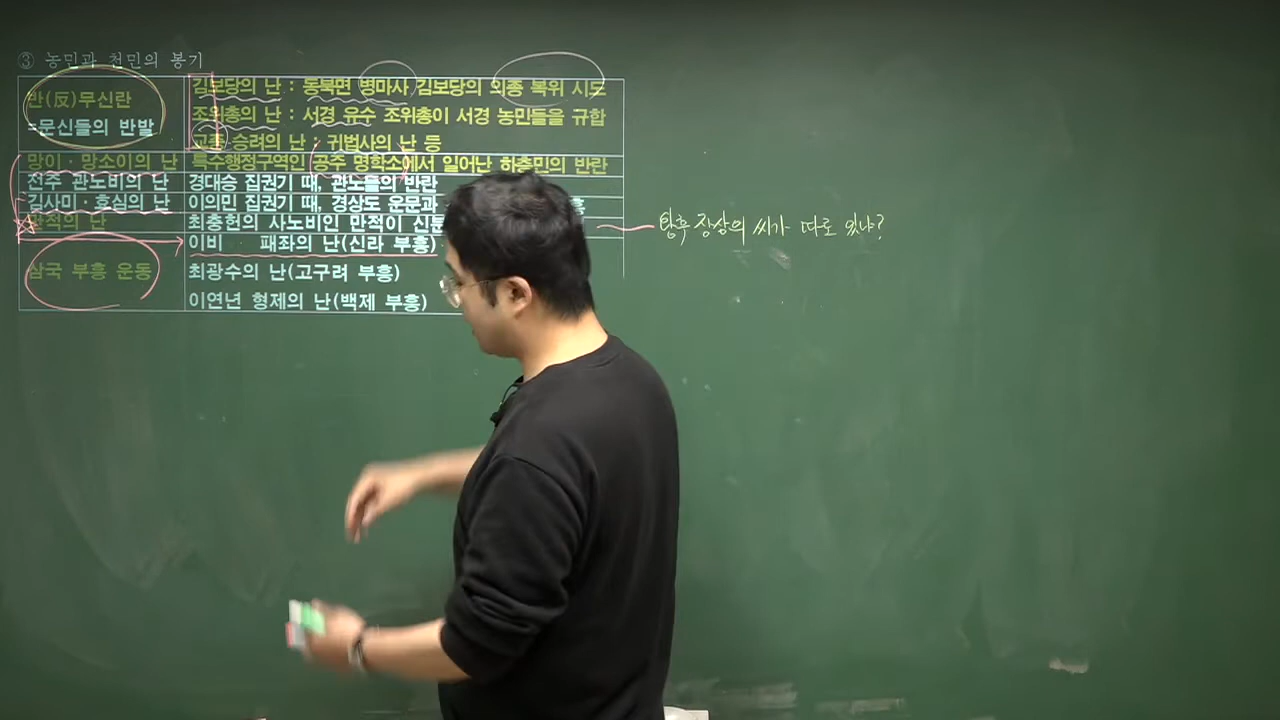 ③ 농민과 천민의 봉기
반(反)무신란
=문신들의 반발
김보당의 난 : 동북면 병마사 김보당의 의종 복위 시도
조위총의 난 : 서경 유수 조위총이 서경 농민들을 규합
교종 승려의 난 : 귀법사의 난 등
망이·망소이의 난 특수행정구역인 공주 명학소에서 일어난 하층민의 반란
전주 관노비의 난 경대승 집권기 때, 관노들의 반란
김사미·효심의 난 이의민 집권기 때, 경상도 운문과
만적의 난 최충헌의 사노비인 만적이 신분
왕후 장상의 씨가 따로 있냐?
삼국 부흥 운동
이비 패좌의 난(신라 부흥)
최광수의 난(고구려 부흥)
이연년 형제의 난(백제 부흥)